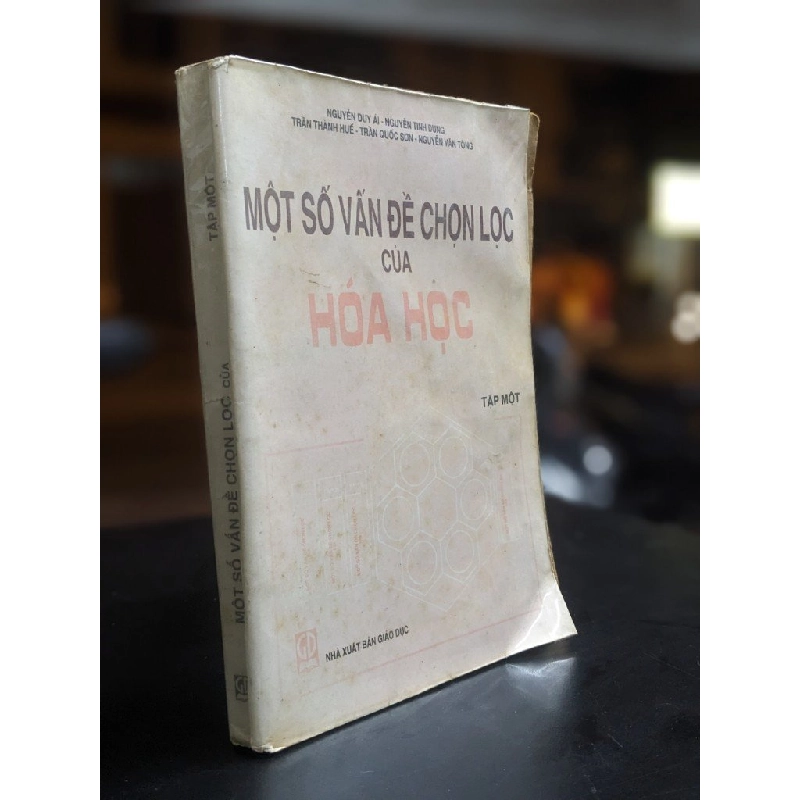 NGUYỄN DUY ÁI - NGUYỄN TINH DUNG
TRẦN THÀNH HUẾ - TRẦN QUỐC SƠN - NGUYỄN VĂN TÒNG
MỘT SỐ VẤN ĐỀ CHỌN LỌC
CỦA
HÓA HỌC
TẬP MỘT
NHÀ XUẤT BẢN GIÁO DỤC
TẬP MỘT
MỘT SỐ VẤN ĐỀ CHỌN LỌC CỦA